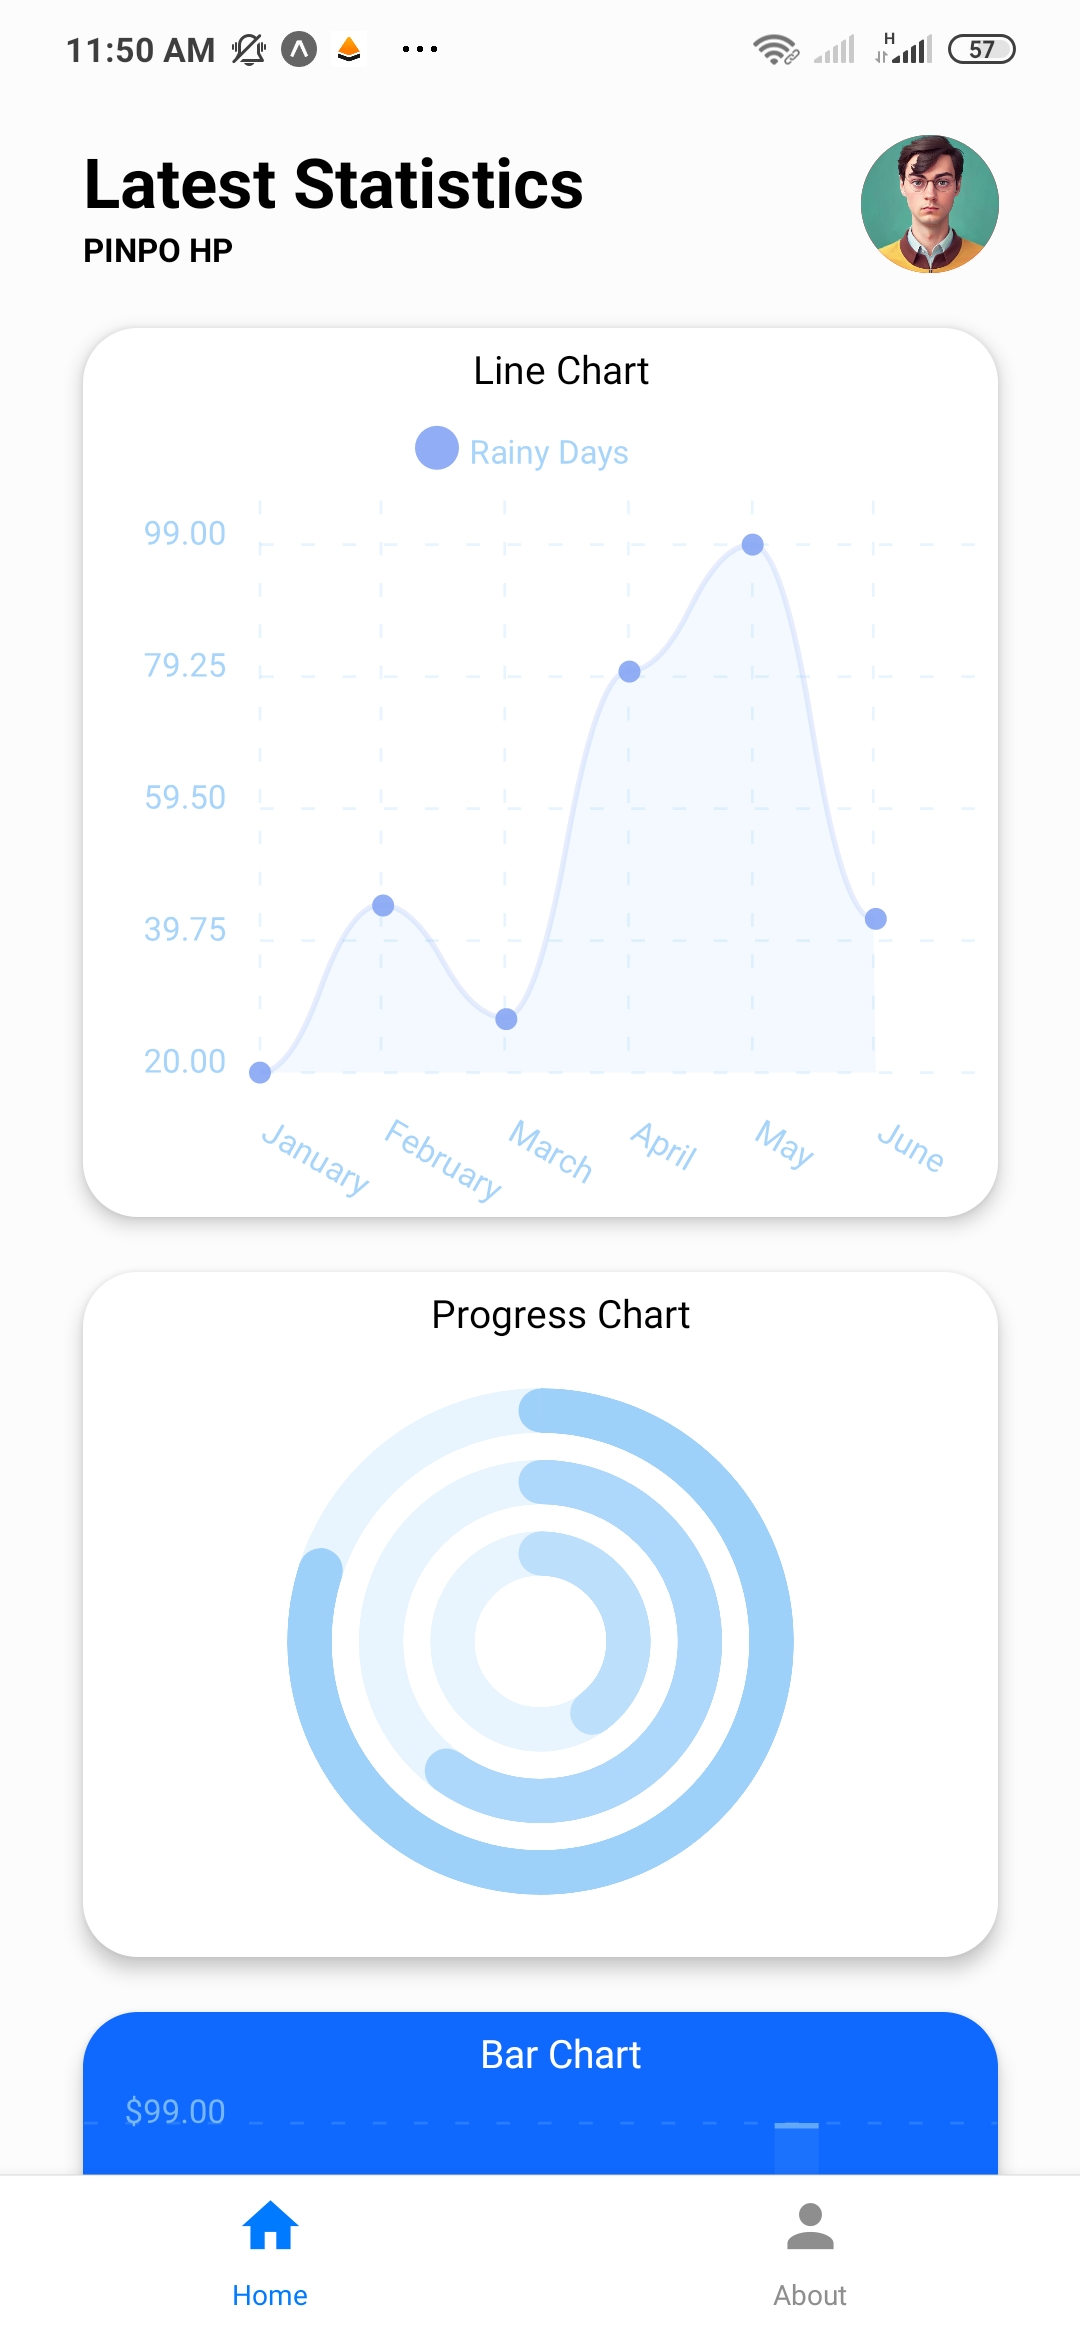 11:50 AM
H
57
Latest Statistics
PINPO HP
Line Chart
Rainy Days
99.00
79.25
59.50
39.75
20.00
January February March April May June
Progress Chart
Bar Chart
$99.00
Home About